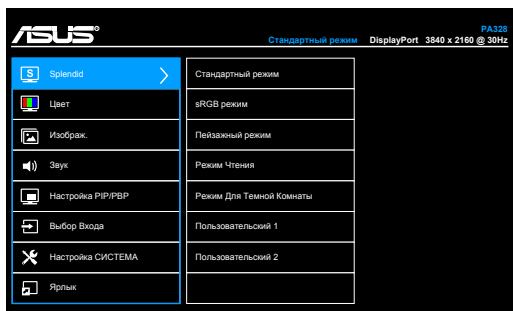 ASUS
PA328
Стандартный режим DisplayPort 3840 x 2160 @ 30Hz
S Splendid
Стандартный режим
Цвет
sRGB режим
Изображ.
Пейзажный режим
Звук
Режим Чтения
Настройка PIP/PBP
Режим Для Темной Комнаты
Выбор Входа
Пользовательский 1
Настройка СИСТЕМА
Пользовательский 2
Ярлык